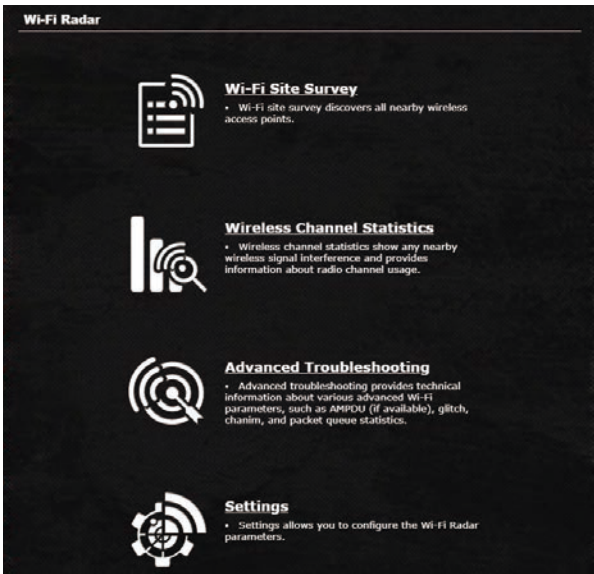 Wi-Fi Radar
Wi-Fi Site Survey
• Wi-Fi site survey discovers all nearby wireless
access points.
Wireless Channel Statistics
• Wireless channel statistics show any nearby
wireless signal interference and provides
information about radio channel usage.
Advanced Troubleshooting
• Advanced troubleshooting provides technical
information about various advanced Wi-Fi
parameters, such as AMPDU (if available), glitch,
chanim, and packet queue statistics.
Settings
• Settings allows you to configure the Wi-Fi Radar
parameters.